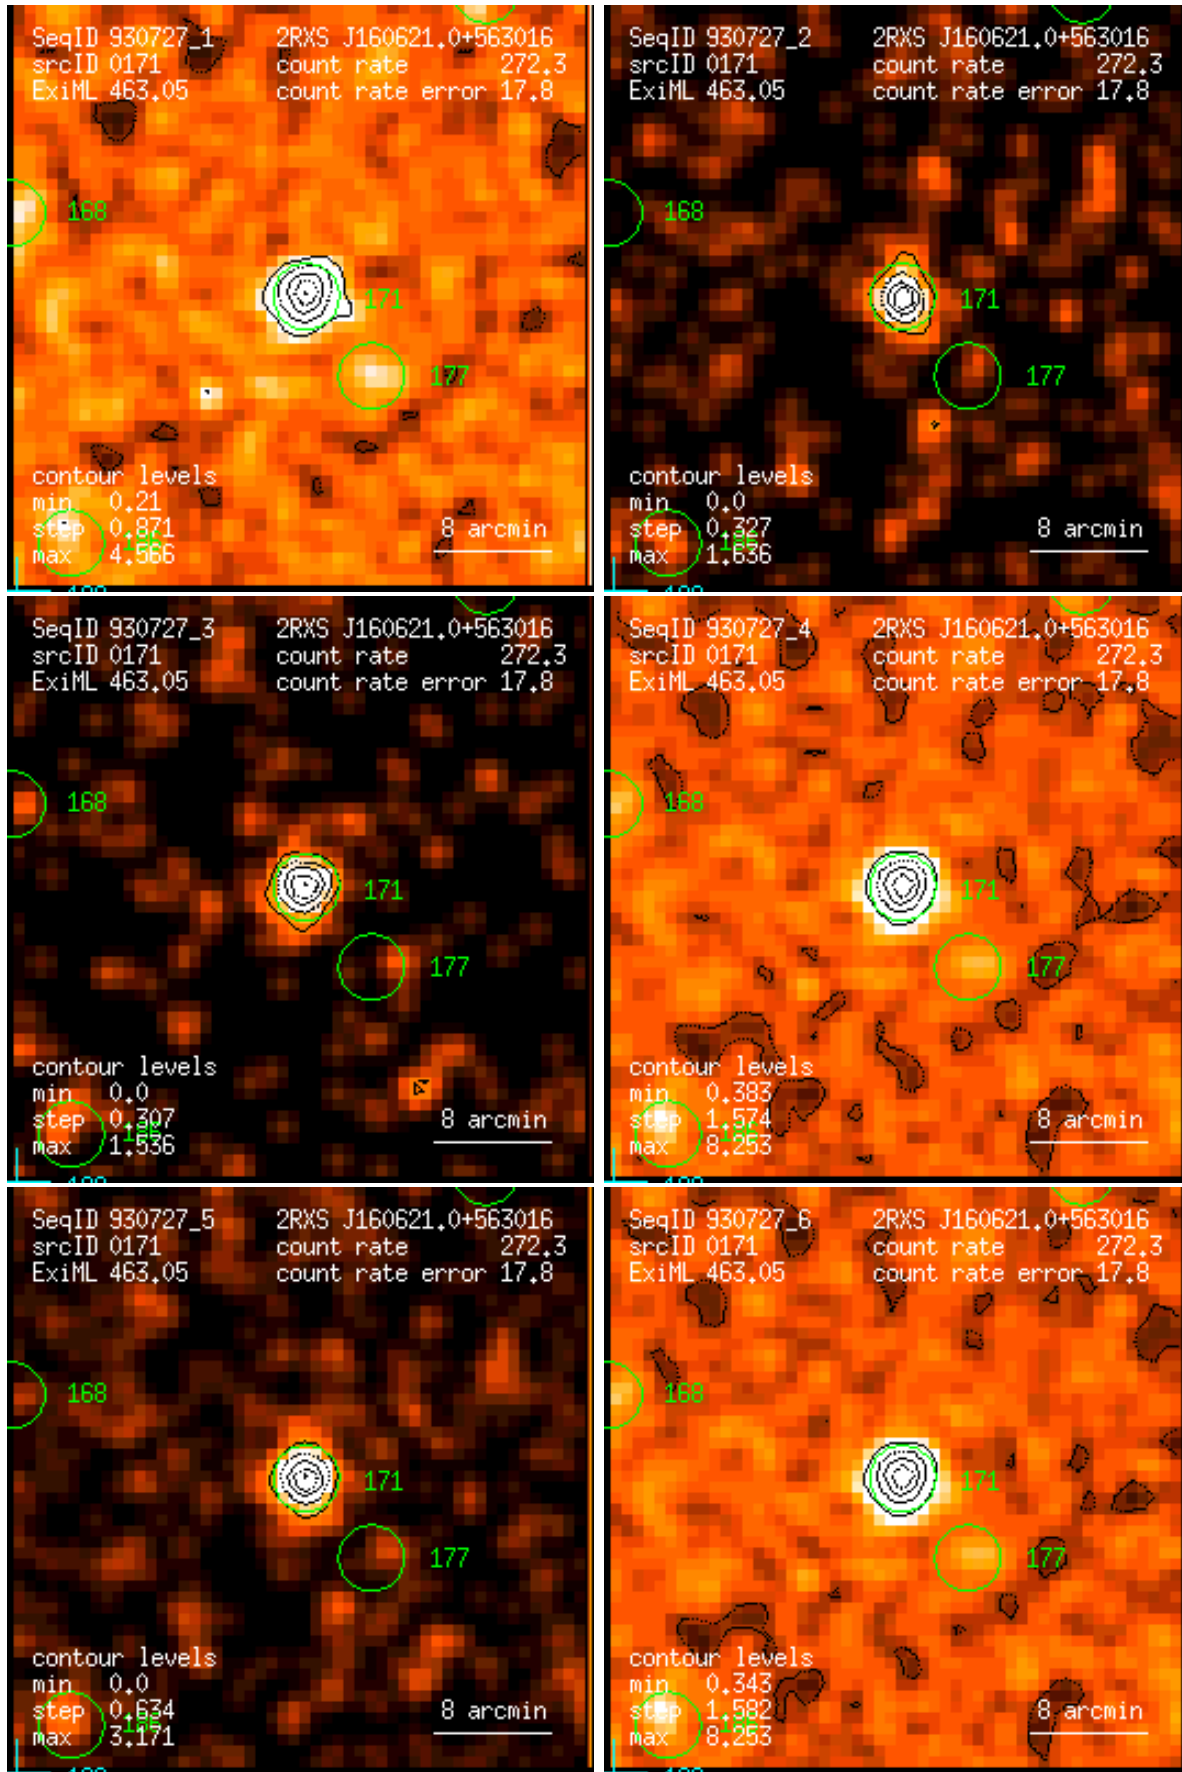 SeqID 930727_1 2RXS J160621.0+563016
srcID 0171 count rate 272.3
ExiML 463.05 count rate error 17.8
168
171
177
contour levels
min 0.21
step 0.871
max 4.566
8 arcmin
SeqID 930727_2 2RXS J160621.0+563016
srcID 0171 count rate 272.3
ExiML 463.05 count rate error 17.8
168
171
177
contour levels
min 0.0
step 0.327
max 1.636
8 arcmin
SeqID 930727_3 2RXS J160621.0+563016
srcID 0171 count rate 272.3
ExiML 463.05 count rate error 17.8
168
171
177
contour levels
min 0.0
step 0.307
max 1.536
8 arcmin
SeqID 930727_4 2RXS J160621.0+563016
srcID 0171 count rate 272.3
ExiML 463.05 count rate error 17.8
168
171
177
contour levels
min 0.383
step 1.574
max 8.253
8 arcmin
SeqID 930727_5 2RXS J160621.0+563016
srcID 0171 count rate 272.3
ExiML 463.05 count rate error 17.8
168
171
177
contour levels
min 0.0
step 0.634
max 3.171
8 arcmin
SeqID 930727_6 2RXS J160621.0+563016
srcID 0171 count rate 272.3
ExiML 463.05 count rate error 17.8
168
171
177
contour levels
min 0.343
step 1.582
max 8.253
8 arcmin